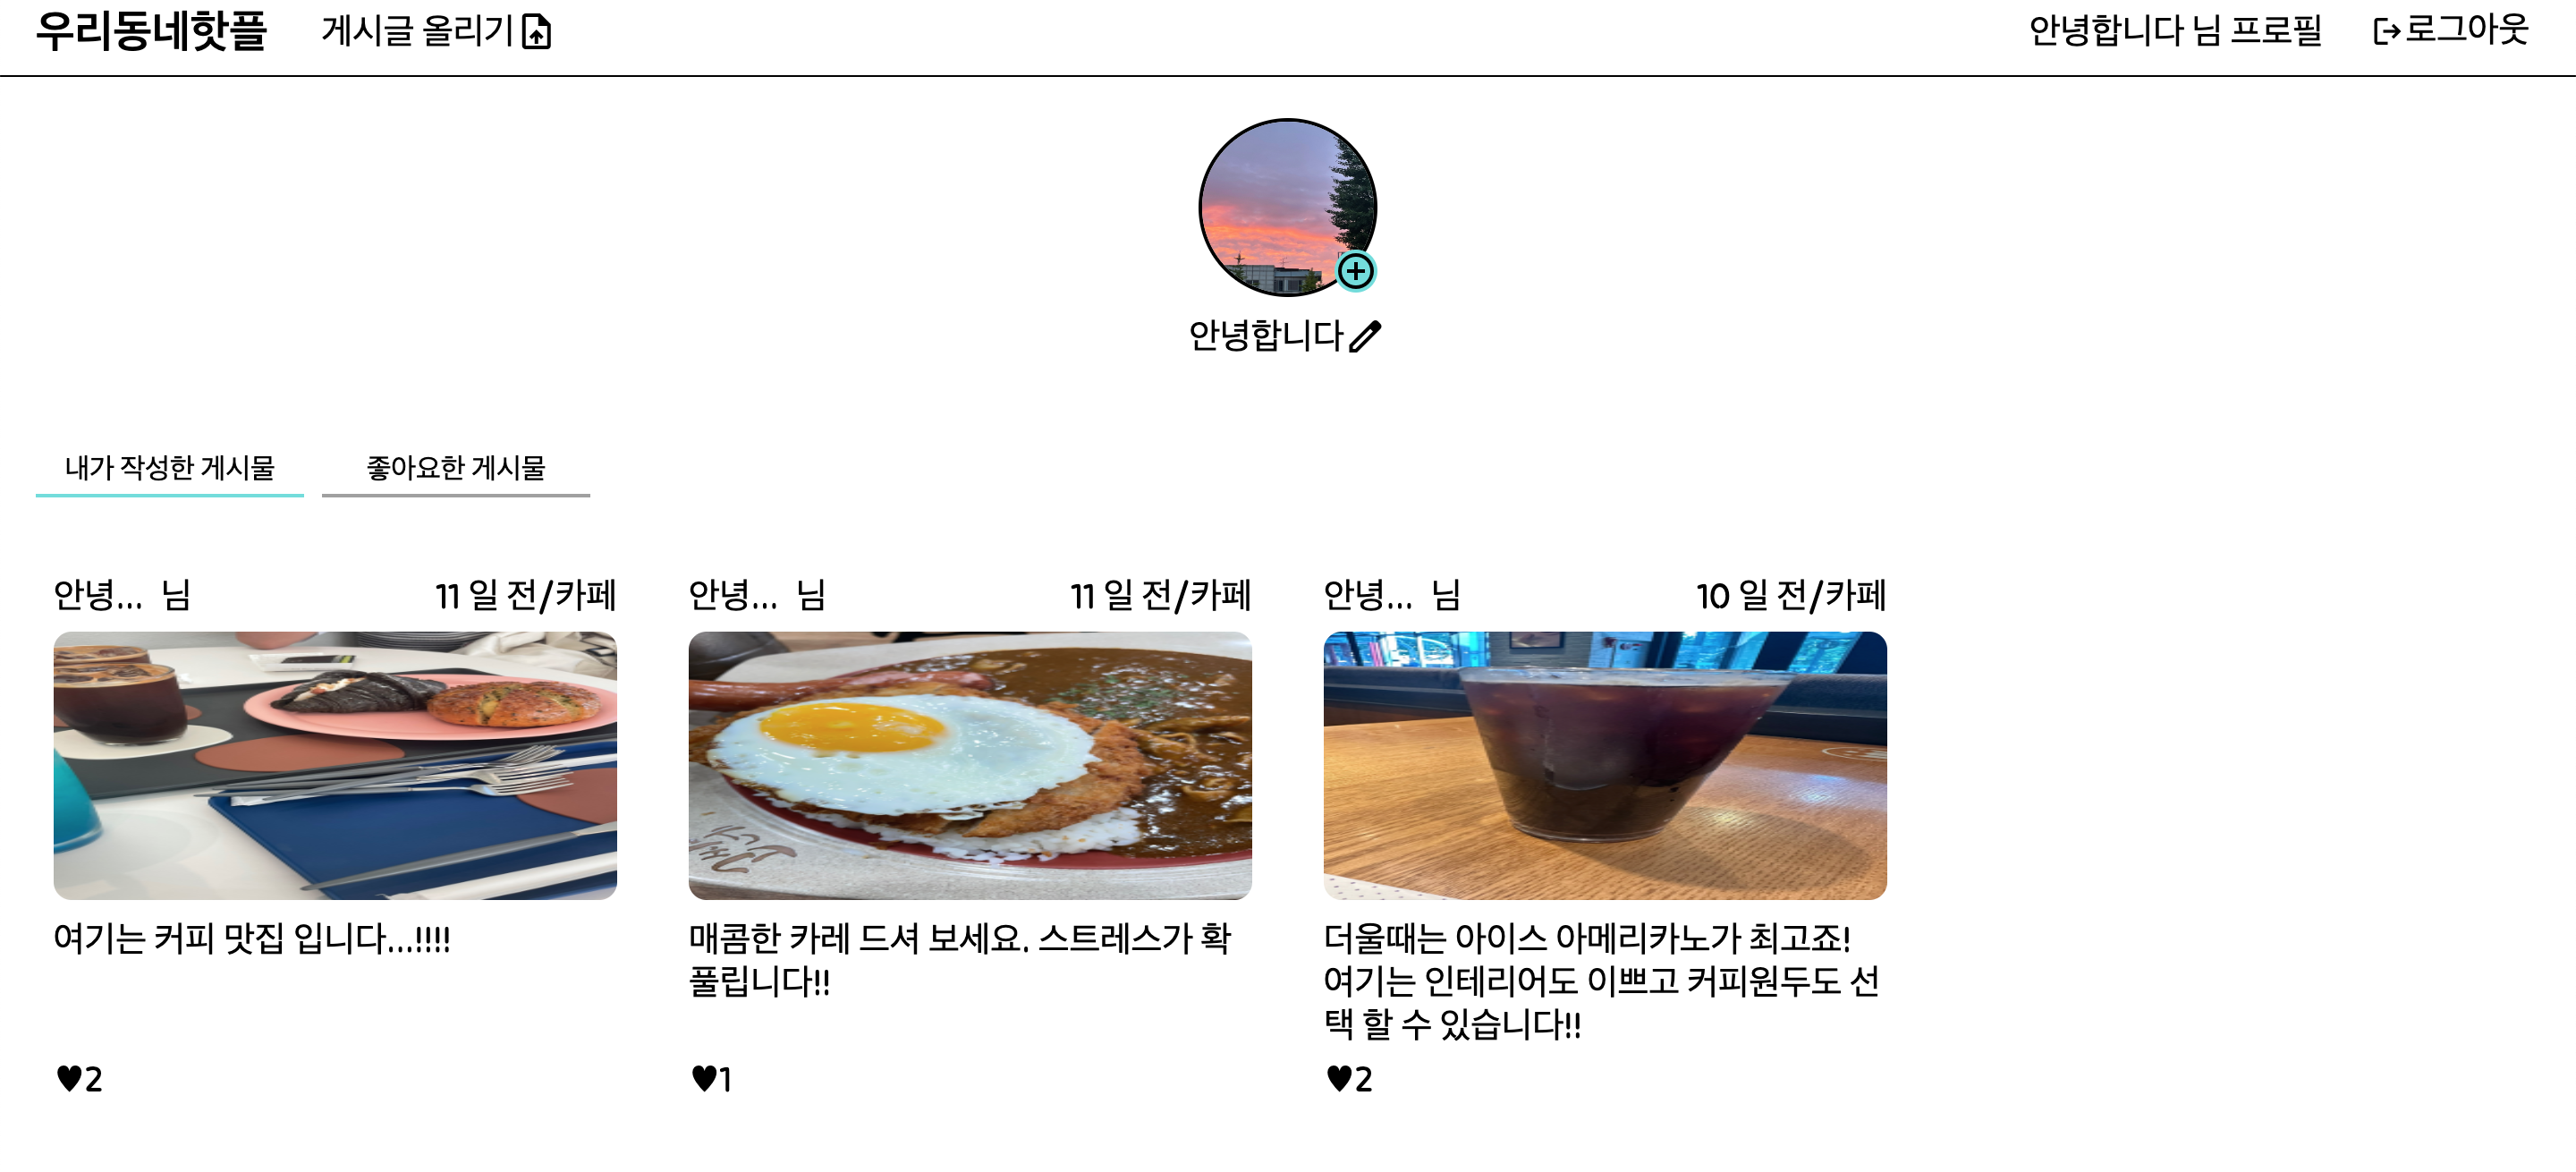 우리동네핫플 게시글 올리기 안녕합니다 님 프로필 로그아웃
안녕합니다
내가 작성한 게시물 좋아요한 게시물
안녕... 님 11 일 전/카페
여기는 커피 맛집 입니다...!!!!
♥2
안녕... 님 11 일 전/카페
매콤한 카레 드셔 보세요. 스트레스가 확
풀립니다!!
♥1
안녕... 님 10 일 전/카페
더울때는 아이스 아메리카노가 최고죠!
여기는 인테리어도 이쁘고 커피원두도 선
택 할 수 있습니다!!
♥2